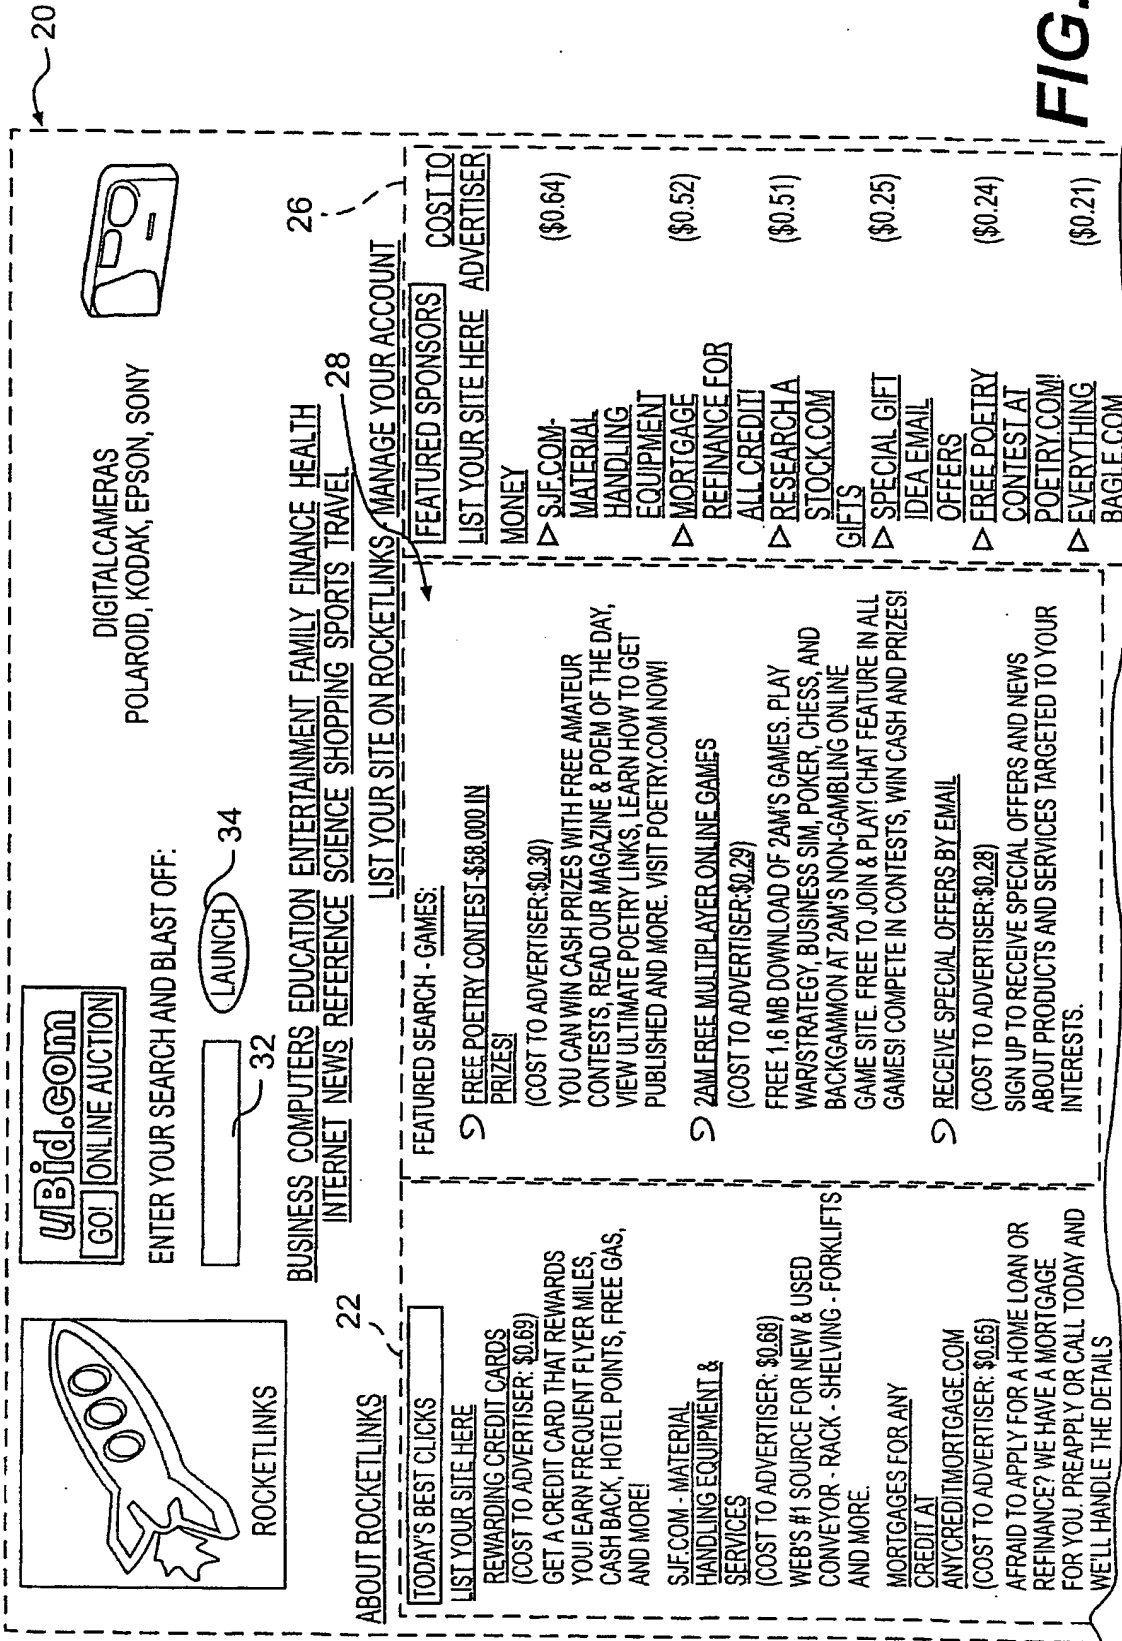 20
uBid.com
GO! ONLINE AUCTION
DIGITALCAMERAS
POLAROID, KODAK, EPSON, SONY
ROCKETLINKS
ENTER YOUR SEARCH AND BLAST OFF:
LAUNCH
34
32
BUSINESS COMPUTERS EDUCATION ENTERTAINMENT FAMILY FINANCE HEALTH
INTERNET NEWS REFERENCE SCIENCE SHOPPING SPORTS TRAVEL
ABOUT ROCKETLINKS
LIST YOUR SITE ON ROCKETLINKS - MANAGE YOUR ACCOUNT
22
28
26
TODAY'S BEST CLICKS
LIST YOUR SITE HERE
REWARDING CREDIT CARDS
(COST TO ADVERTISER: $0.69)
GET A CREDIT CARD THAT REWARDS
YOU! EARN FREQUENT FLYER MILES,
CASH BACK, HOTEL POINTS, FREE GAS,
AND MORE!
SJF.COM - MATERIAL
HANDLING EQUIPMENT &
SERVICES
(COST TO ADVERTISER: $0.68)
WEB'S #1 SOURCE FOR NEW & USED
CONVEYOR - RACK - SHELVING - FORKLIFTS
AND MORE.
MORTGAGES FOR ANY
CREDIT AT
ANYCREDITMORTGAGE.COM
(COST TO ADVERTISER: $0.65)
AFRAID TO APPLY FOR A HOME LOAN OR
REFINANCE? WE HAVE A MORTGAGE
FOR YOU. PREAPPLY OR CALL TODAY AND
WE'LL HANDLE THE DETAILS
FEATURED SEARCH - GAMES:
FREE POETRY CONTEST-$58,000 IN
PRIZES!
(COST TO ADVERTISER:$0.30)
YOU CAN WIN CASH PRIZES WITH FREE AMATEUR
CONTESTS, READ OUR MAGAZINE & POEM OF THE DAY,
VIEW ULTIMATE POETRY LINKS, LEARN HOW TO GET
PUBLISHED AND MORE. VISIT POETRY.COM NOW!
2AM FREE MULTIPLAYER ONLINE GAMES
(COST TO ADVERTISER:$0.29)
FREE 1.6 MB DOWNLOAD OF 2AM'S GAMES. PLAY
WAR/STRATEGY, BUSINESS SIM, POKER, CHESS, AND
BACKGAMMON AT 2AM'S NON-GAMBLING ONLINE
GAME SITE. FREE TO JOIN & PLAY! CHAT FEATURE IN ALL
GAMES! COMPETE IN CONTESTS, WIN CASH AND PRIZES!
RECEIVE SPECIAL OFFERS BY EMAIL
(COST TO ADVERTISER:$0.28)
SIGN UP TO RECEIVE SPECIAL OFFERS AND NEWS
ABOUT PRODUCTS AND SERVICES TARGETED TO YOUR
INTERESTS.
FEATURED SPONSORS COST TO
LIST YOUR SITE HERE ADVERTISER
MONEY
SJF.COM- ($0.64)
MATERIAL
HANDLING
EQUIPMENT
MORTGAGE ($0.52)
REFINANCE FOR
ALL CREDIT!
RESEARCH A ($0.51)
STOCK.COM
GIFTS
SPECIAL GIFT ($0.25)
IDEA EMAIL
OFFERS
FREE POETRY ($0.24)
CONTEST AT
POETRY.COM!
EVERYTHING ($0.21)
BAGLE.COM
FIG.